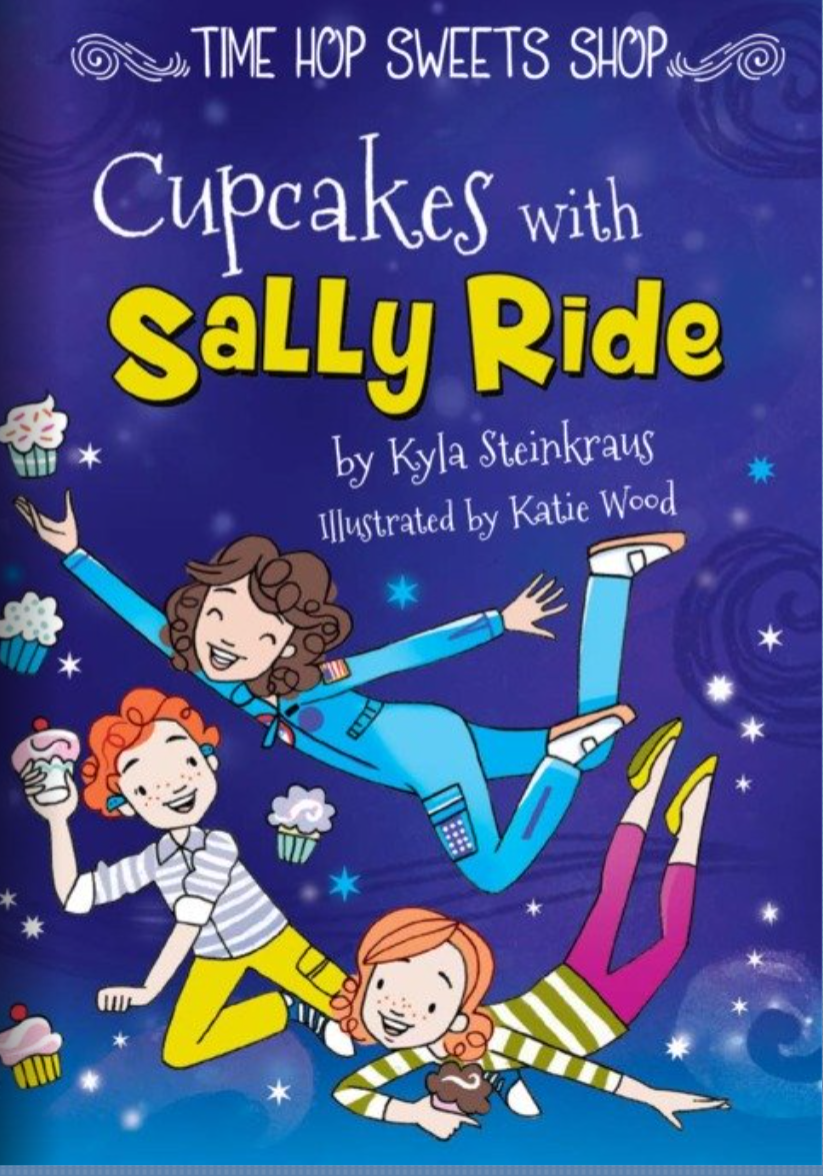 TIME HOP SWEETS SHOP
Cupcakes with
Sally Ride
by Kyla Steinkraus
Illustrated by Katie Wood